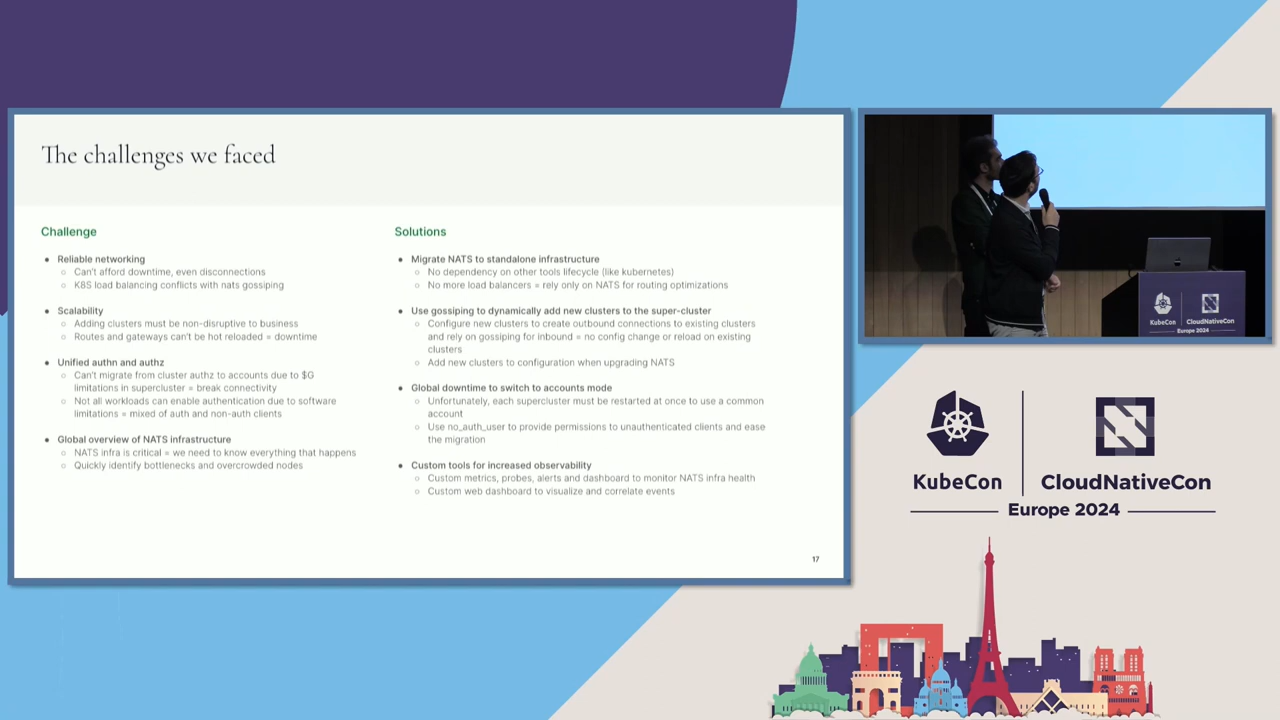 The challenges we faced
Challenge
Reliable networking
Can't afford downtime, even disconnections
K8S load balancing conflicts with nats gossiping
Scalability
Adding clusters must be non-disruptive to business
Routes and gateways can't be hot reloaded = downtime
Unified authn and authz
Can't migrate from cluster authz to accounts due to $G
limitations in supercluster = break connectivity
Not all workloads can enable authentication due to software
limitations = mixed of auth and non-auth clients
Global overview of NATS infrastructure
NATS infra is critical = we need to know everything that happens
Quickly identify bottlenecks and overcrowded nodes
Solutions
Migrate NATS to standalone infrastructure
No dependency on other tools lifecycle (like kubernetes)
No more load balancers = rely only on NATS for routing optimizations
Use gossiping to dynamically add new clusters to the super-cluster
Configure new clusters to create outbound connections to existing clusters
and rely on gossiping for inbound = no config change or reload on existing
clusters
Add new clusters to configuration when upgrading NATS
Global downtime to switch to accounts mode
Unfortunately, each supercluster must be restarted at once to use a common
account
Use no_auth_user to provide permissions to unauthenticated clients and ease
the migration
Custom tools for increased observability
Custom metrics, probes, alerts and dashboard to monitor NATS infra health
Custom web dashboard to visualize and correlate events
17
KubeCon
CloudNativeCon
Europe 2024
KubeCon
CloudNativeCon
Europe 2024